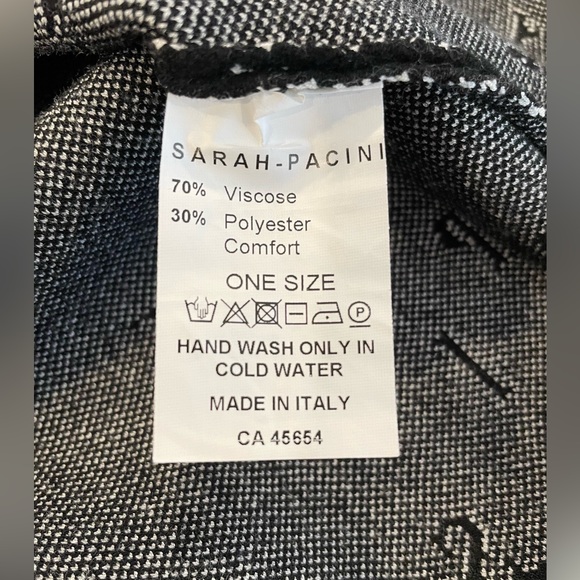 SARAH-PACINI
70% Viscose
30% Polyester
Comfort
ONE SIZE
P
HAND WASH ONLY IN
COLD WATER
MADE IN ITALY
CA 45654